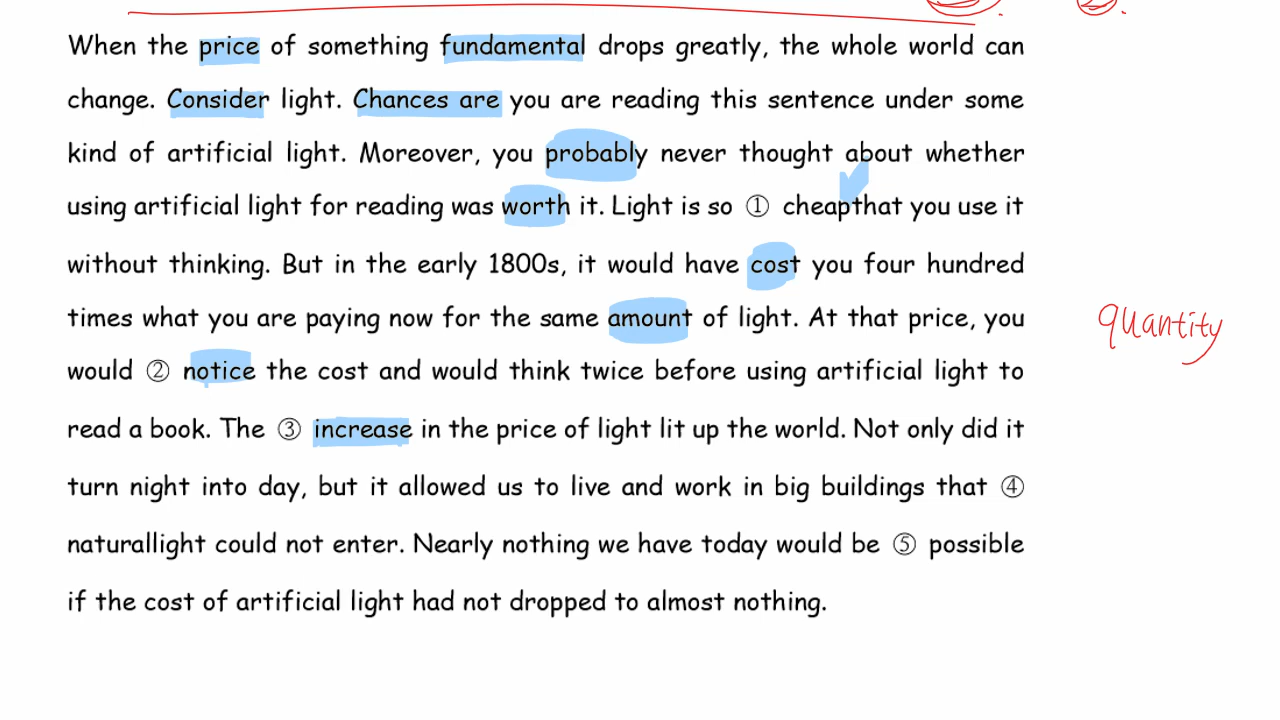 When the price of something fundamental drops greatly, the whole world can
change. Consider light. Chances are you are reading this sentence under some
kind of artificial light. Moreover, you probably never thought about whether
using artificial light for reading was worth it. Light is so ① cheapthat you use it
without thinking. But in the early 1800s, it would have cost you four hundred
times what you are paying now for the same amount of light. At that price, you
quantity
would ② notice the cost and would think twice before using artificial light to
read a book. The ③ increase in the price of light lit up the world. Not only did it
turn night into day, but it allowed us to live and work in big buildings that ④
naturallight could not enter. Nearly nothing we have today would be ⑤ possible
if the cost of artificial light had not dropped to almost nothing.